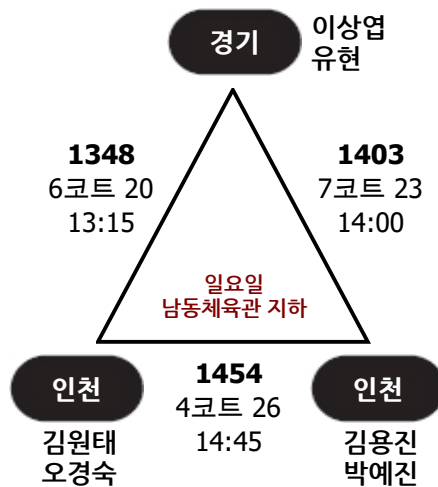 경기
이상엽
유현
1348
6코트 20
13:15
1403
7코트 23
14:00
일요일
남동체육관 지하
인천
김원태
오경숙
1454
4코트 26
14:45
인천
김용진
박예진